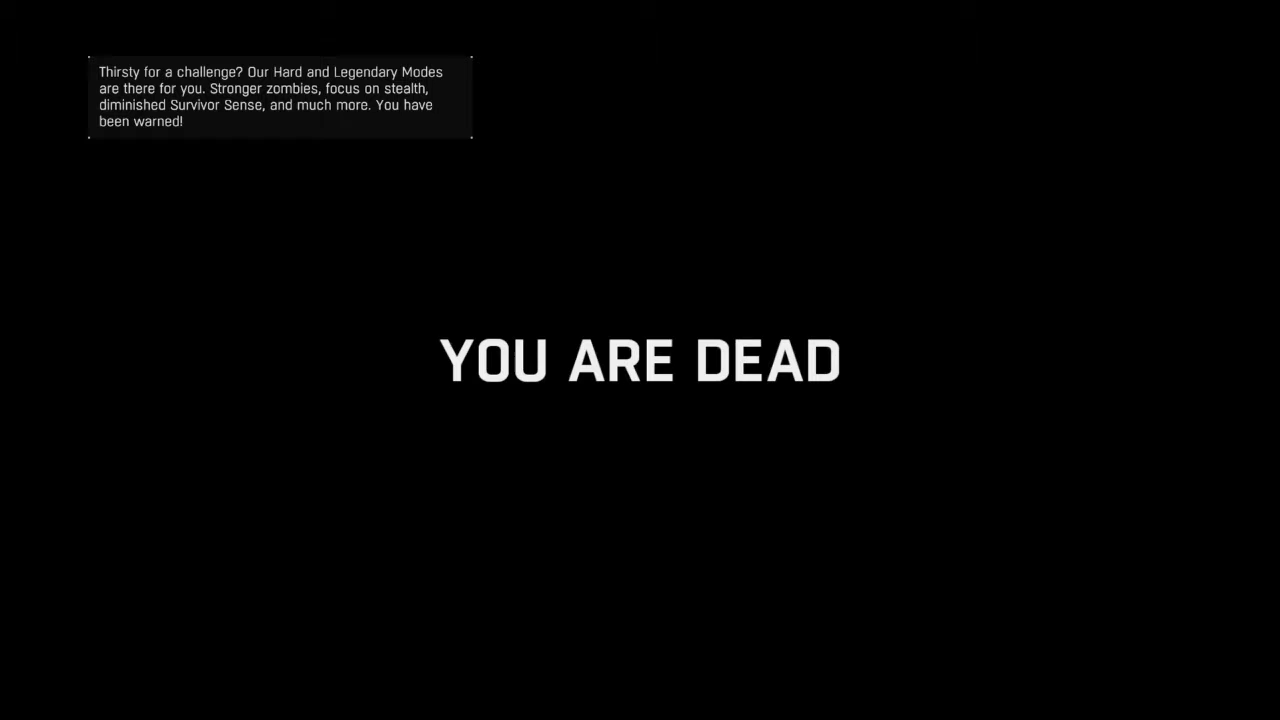 Thirsty for a challenge? Our Hard and Legendary Modes
are there for you. Stronger zombies, focus on stealth,
diminished Survivor Sense, and much more. You have
been warned!
YOU ARE DEAD